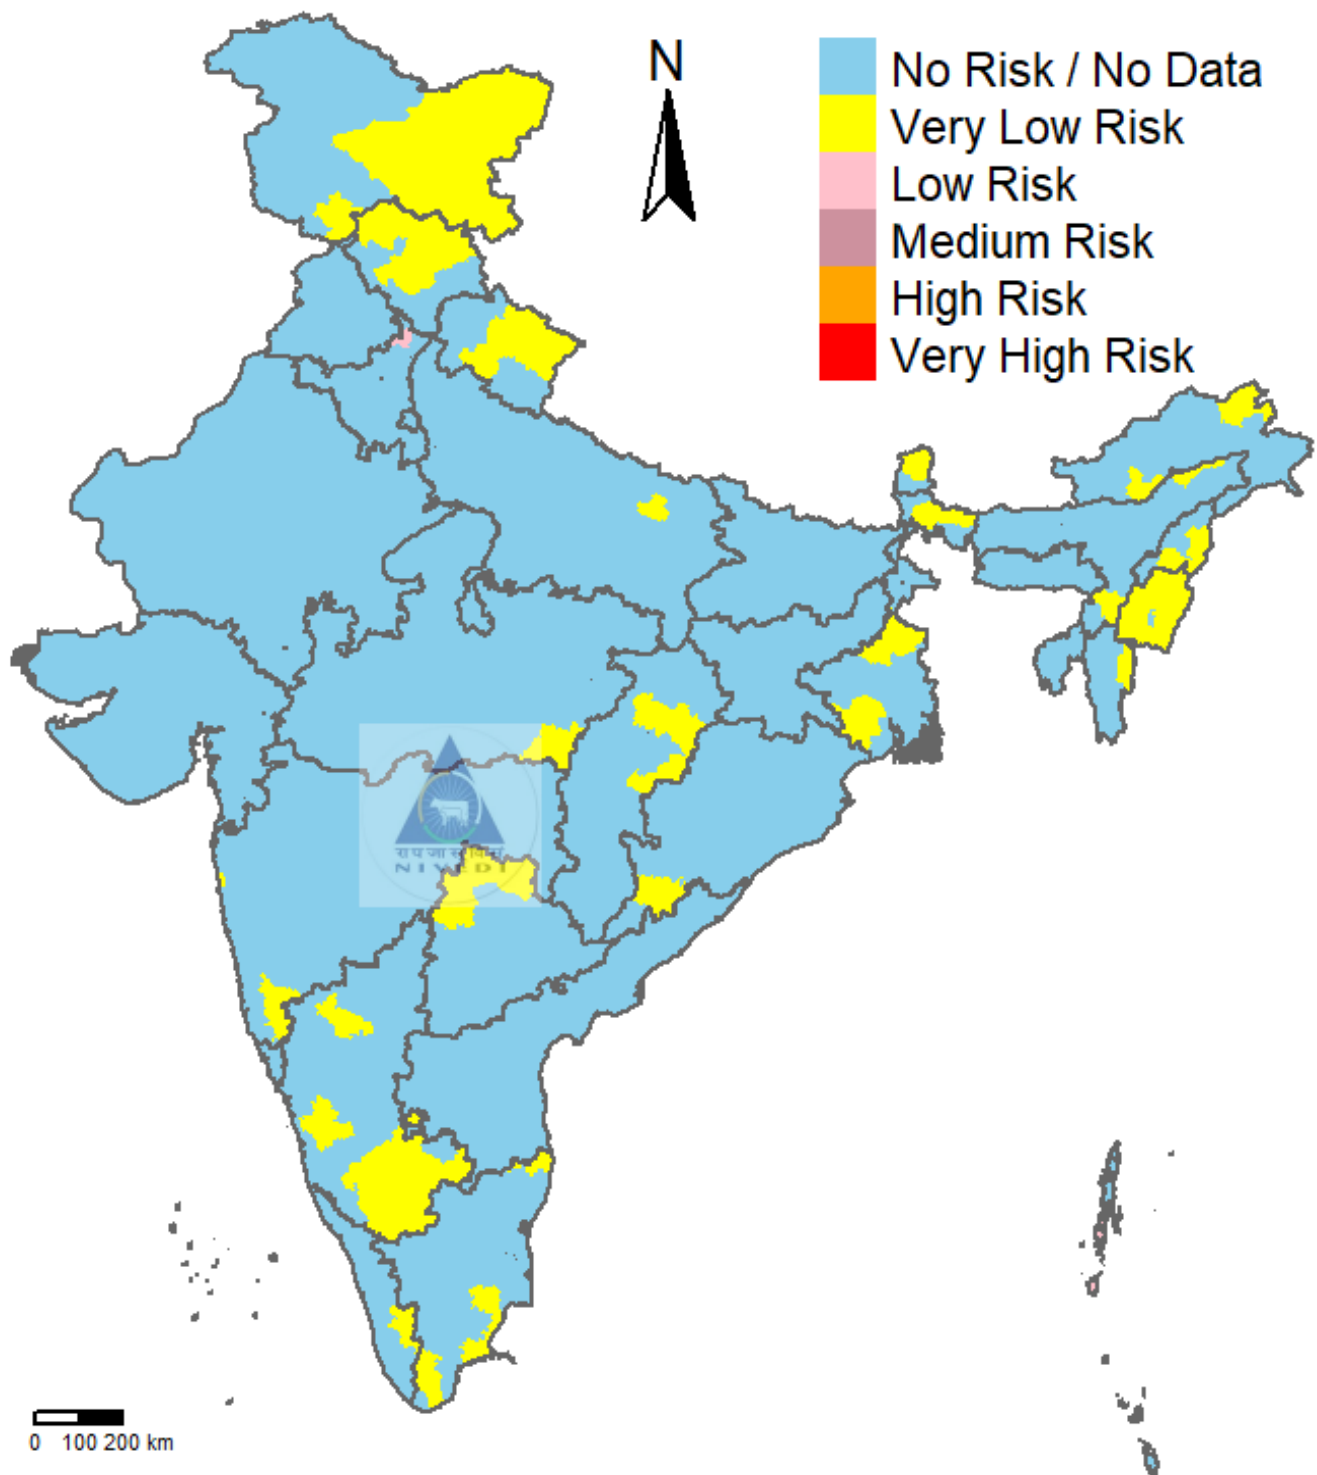 N
No Risk / No Data
Very Low Risk
Low Risk
Medium Risk
High Risk
Very High Risk
NIVEDI
0 100 200 km